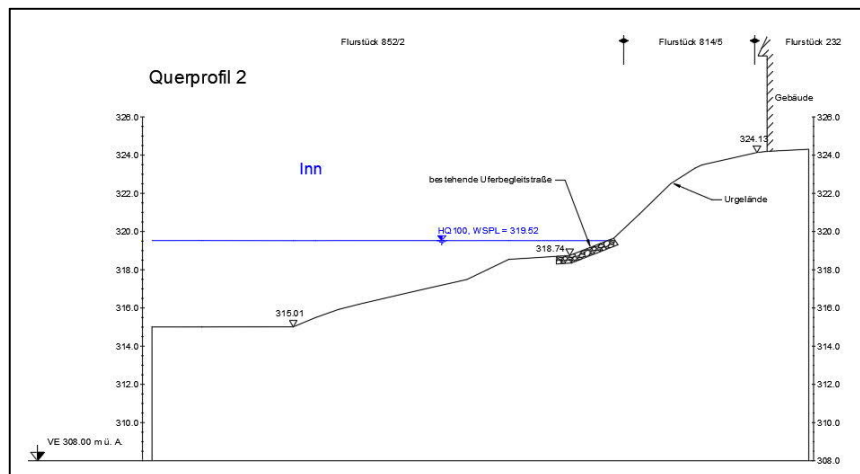 Flurstück 852/2
Flurstück 814/5
Flurstück 232
Querprofil 2
Gebäude
326.0
326.0
324.13
324.0
324.0
Inn
bestehende Uferbegleitstraße
322.0
322.0
Urgelände
HQ100, WSPL = 319.52
320.0
320.0
318.74
318.0
318.0
316.0
316.0
315.01
314.0
314.0
312.0
312.0
310.0
310.0
VE 308.00 m ü. A.
308.0